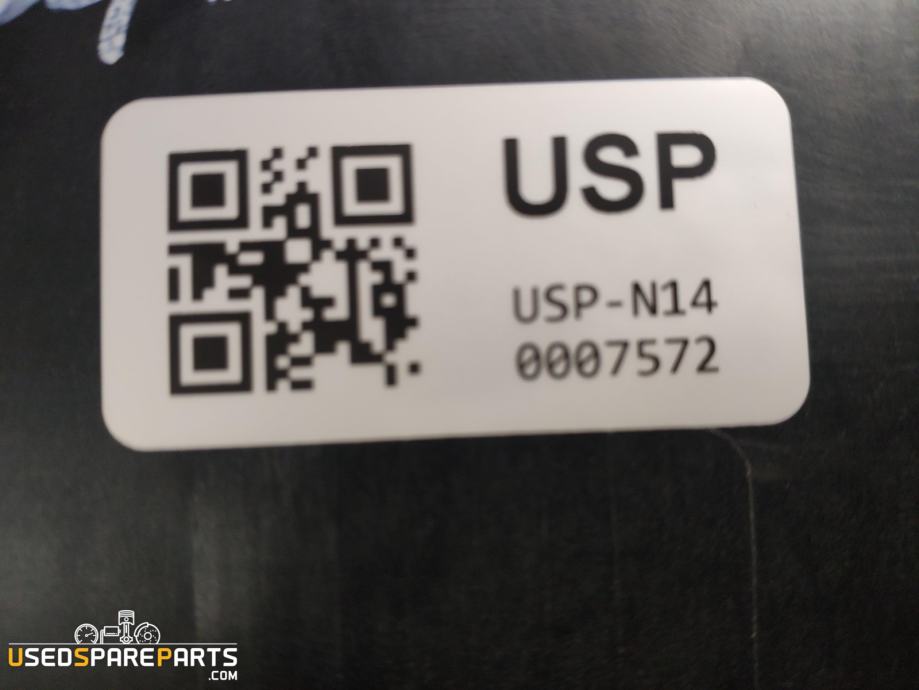 USP
USP-N14
0007572
USEDSPAREPARTS
.COM